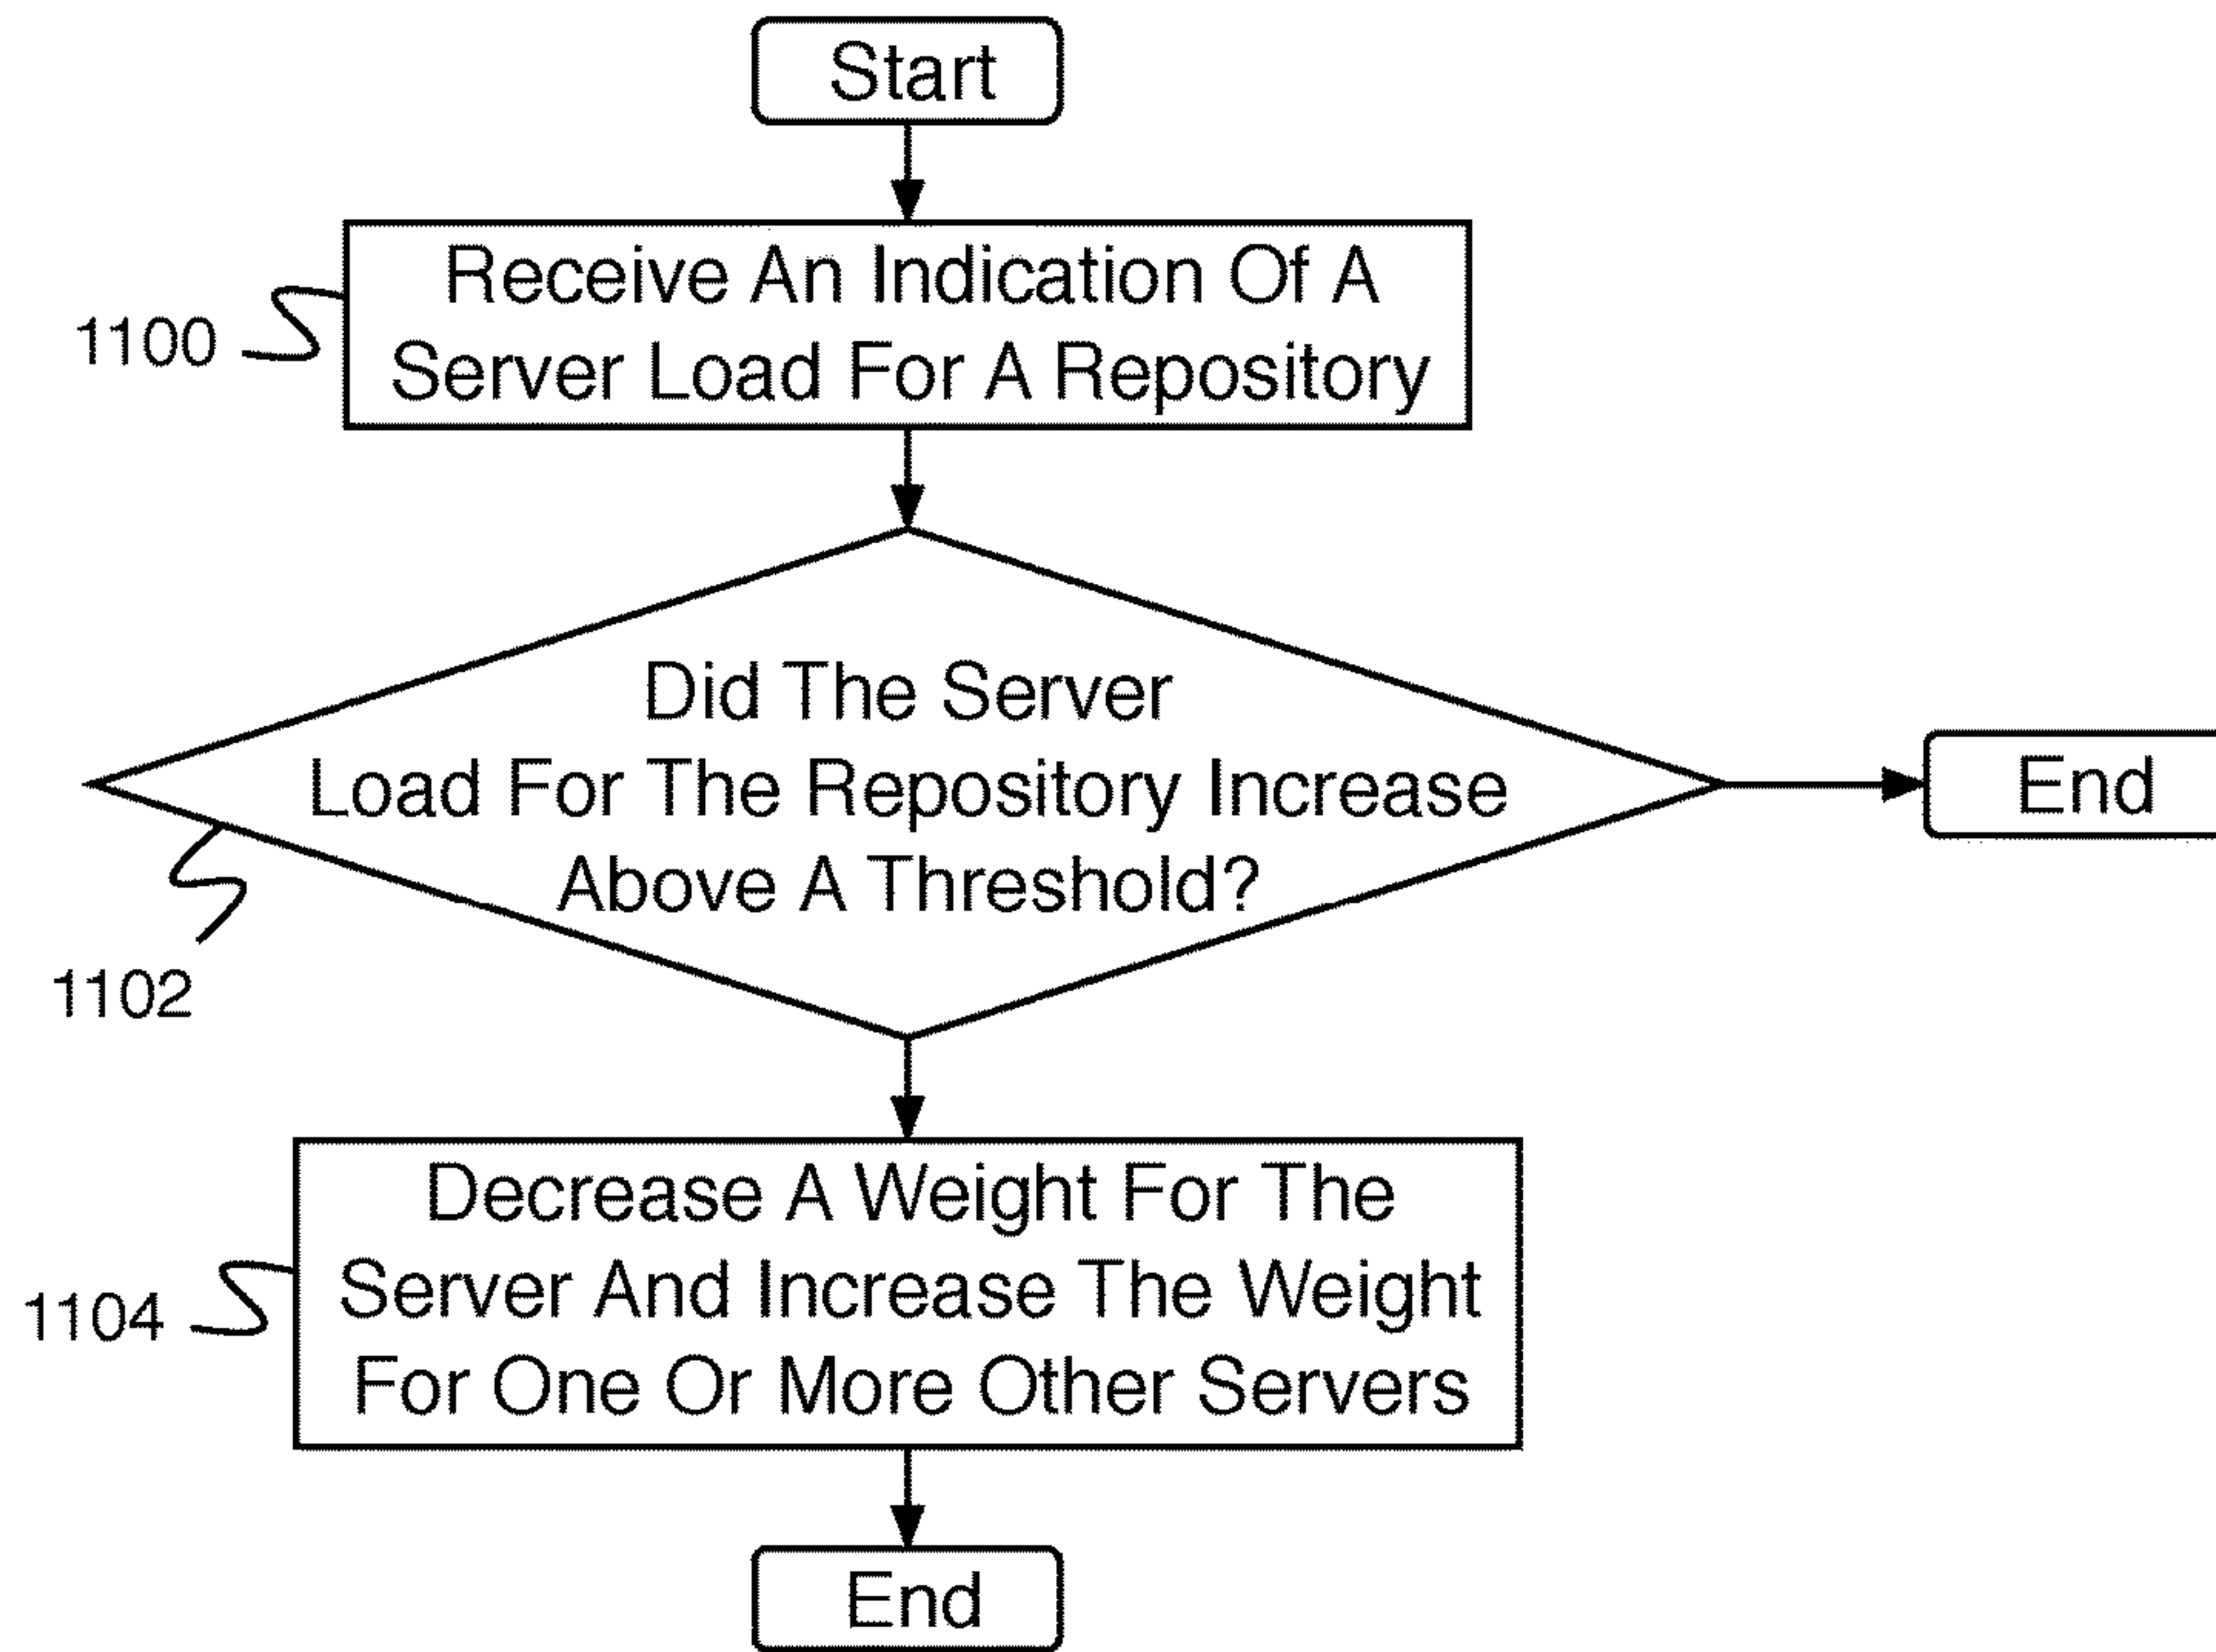 Start
Receive An Indication Of A
Server Load For A Repository
1100
Did The Server
Load For The Repository Increase
Above A Threshold?
End
1102
Decrease A Weight For The
Server And Increase The Weight
For One Or More Other Servers
1104
End